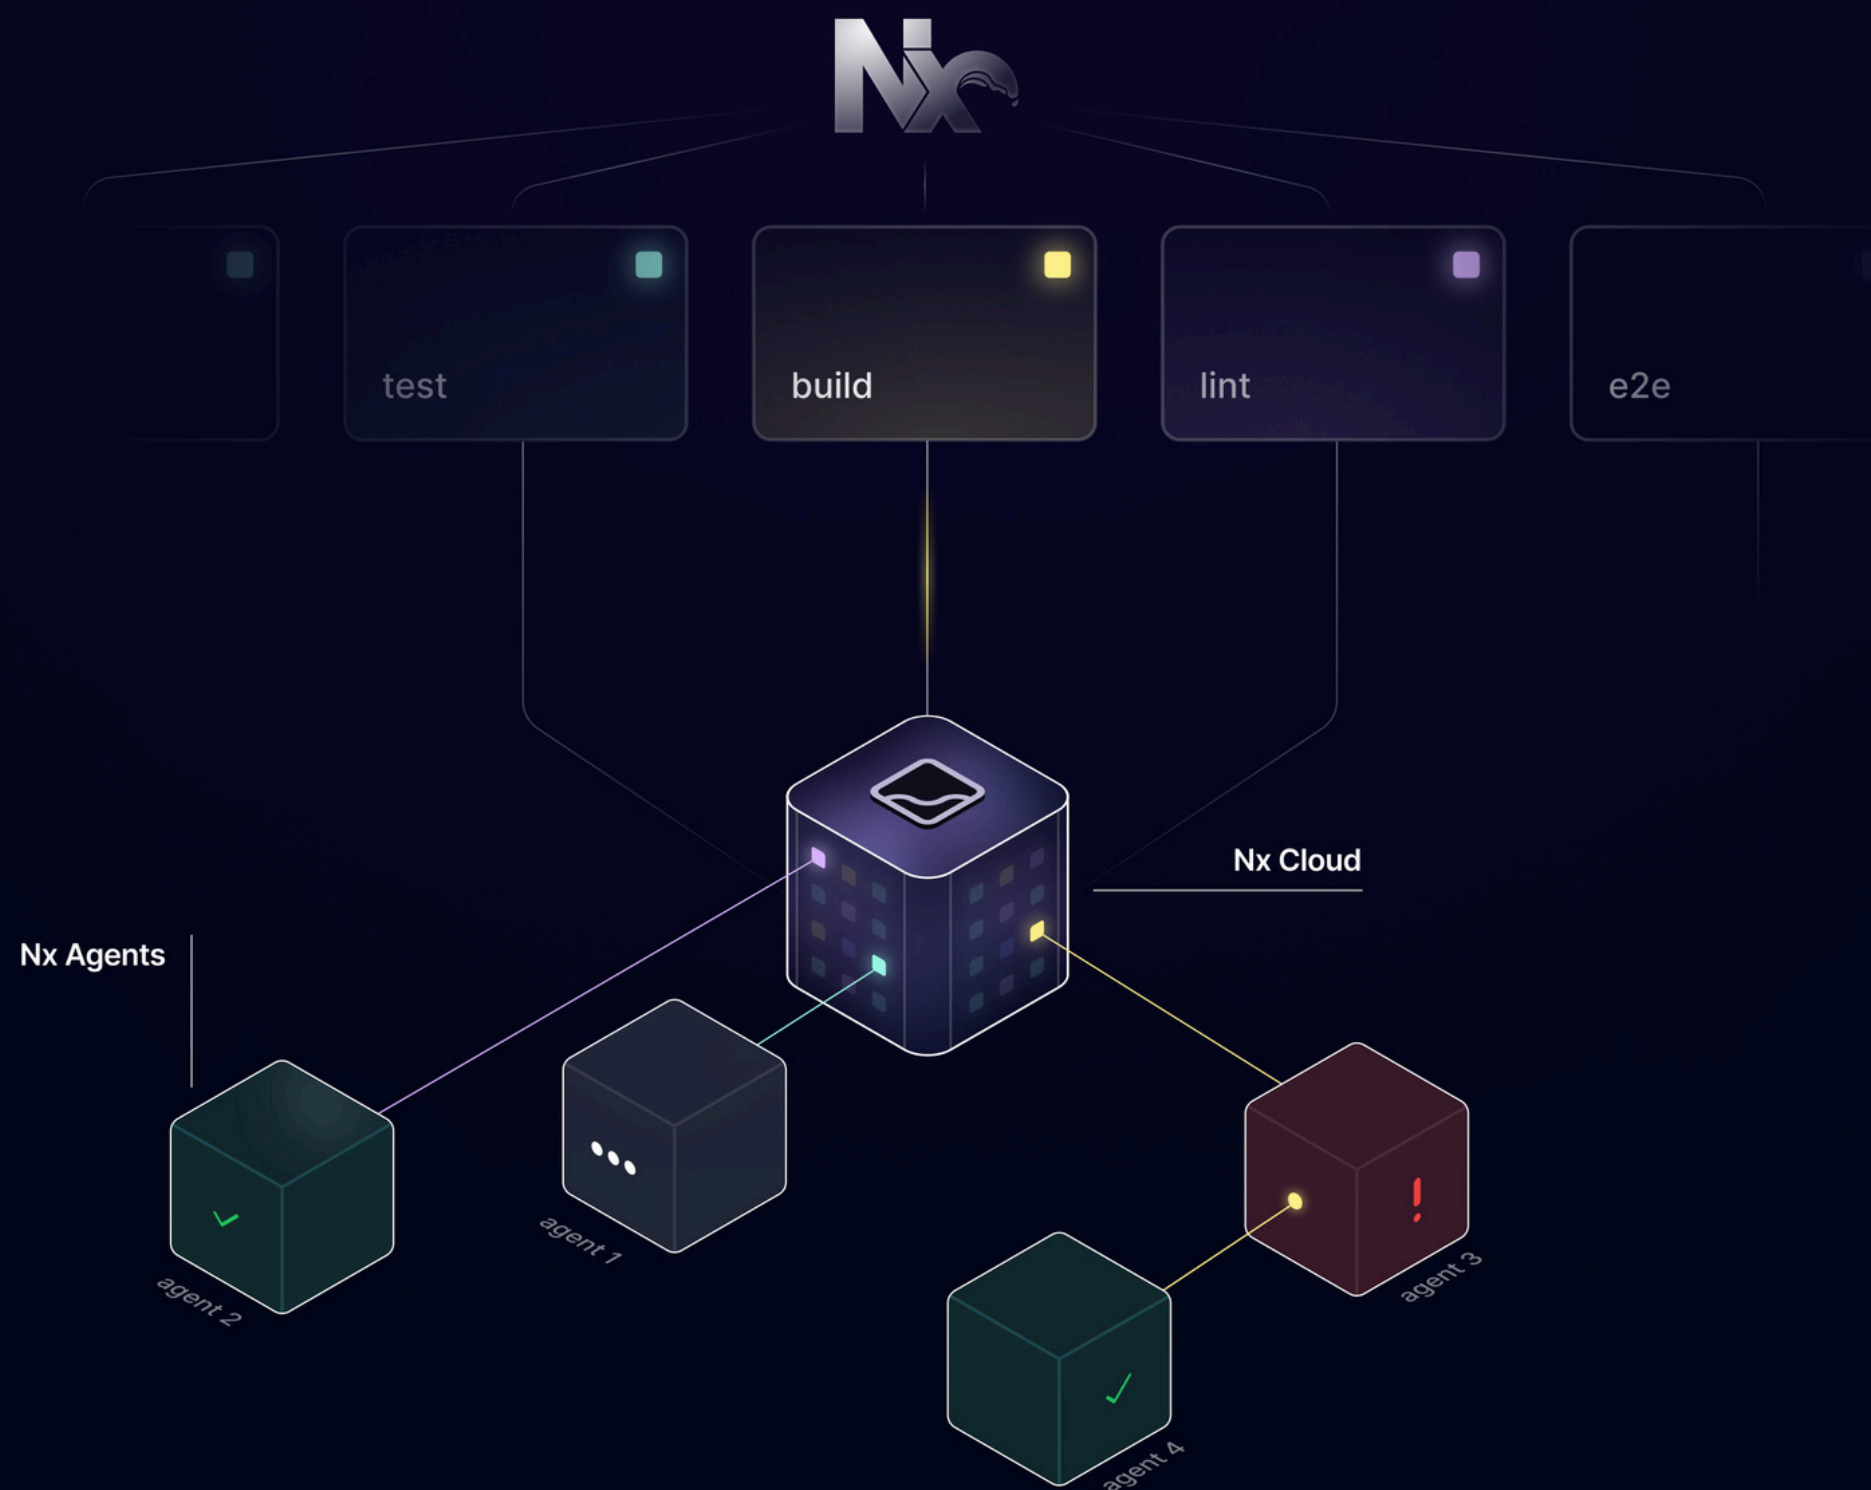 Nx
test
build
lint
e2e
Nx Cloud
Nx Agents
agent 1
agent 2
agent 3
agent 4